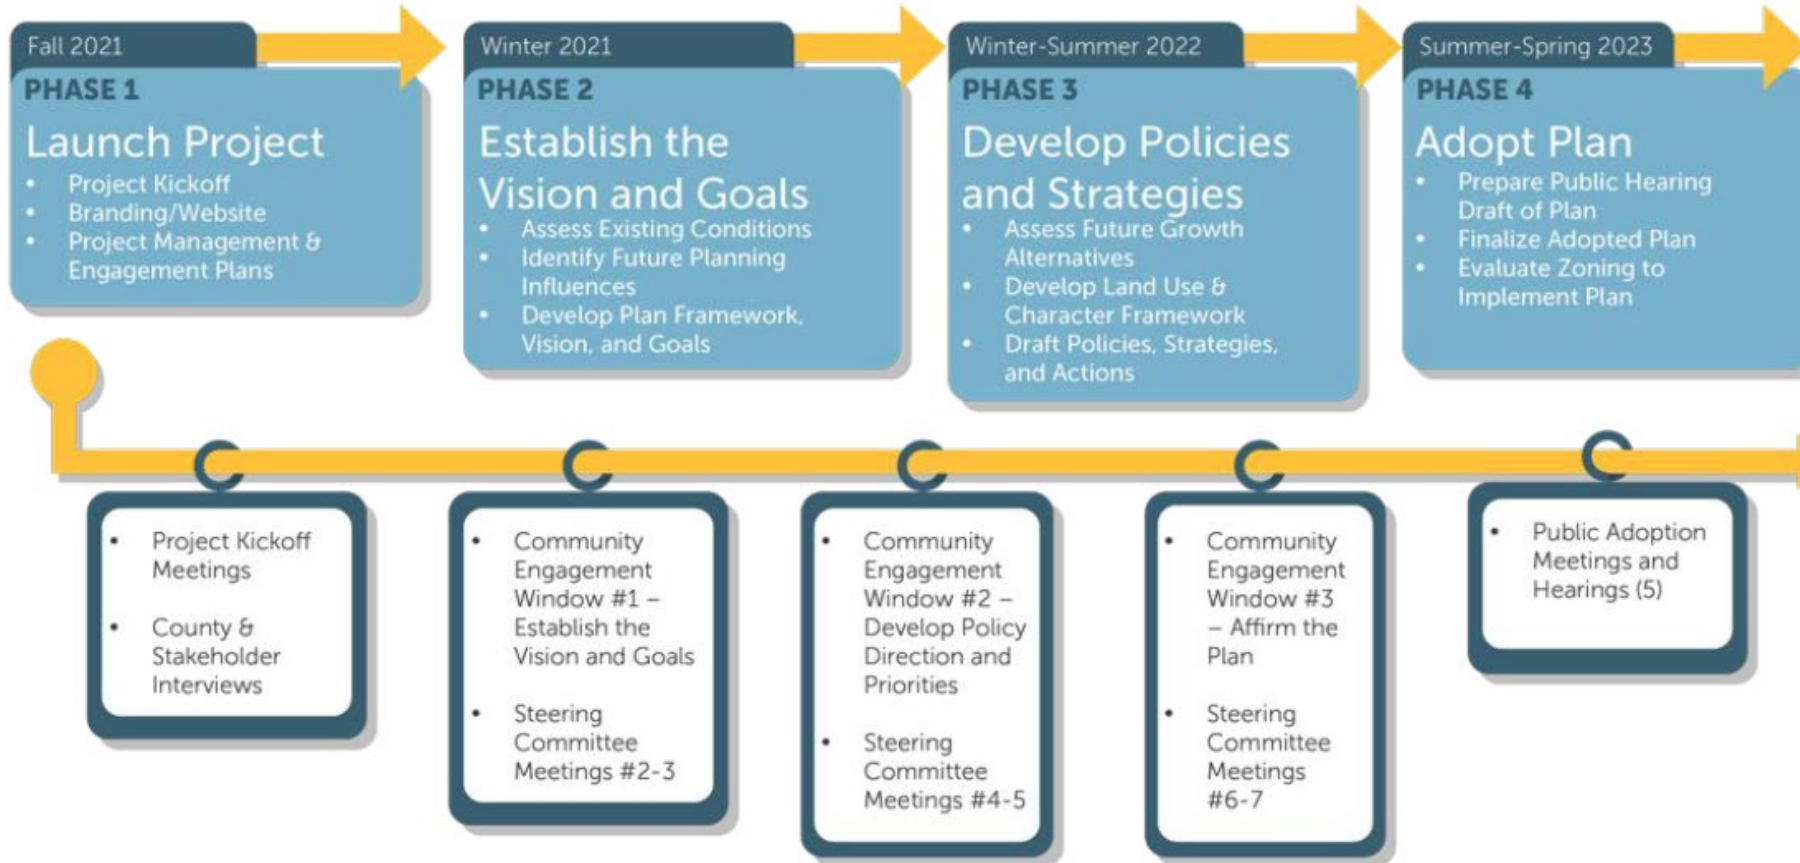 Fall 2021
PHASE 1
Launch Project
• Project Kickoff
• Branding/Website
• Project Management &
Engagement Plans
Winter 2021
PHASE 2
Establish the
Vision and Goals
• Assess Existing Conditions
• Identify Future Planning
Influences
• Develop Plan Framework,
Vision, and Goals
Winter-Summer 2022
PHASE 3
Develop Policies
and Strategies
• Assess Future Growth
Alternatives
• Develop Land Use &
Character Framework
• Draft Policies, Strategies,
and Actions
Summer-Spring 2023
PHASE 4
Adopt Plan
• Prepare Public Hearing
Draft of Plan
• Finalize Adopted Plan
• Evaluate Zoning to
Implement Plan
• Project Kickoff
Meetings
• County &
Stakeholder
Interviews
• Community
Engagement
Window #1 –
Establish the
Vision and Goals
• Steering
Committee
Meetings #2-3
• Community
Engagement
Window #2 –
Develop Policy
Direction and
Priorities
• Steering
Committee
Meetings #4-5
• Community
Engagement
Window #3
– Affirm the
Plan
• Steering
Committee
Meetings
#6-7
• Public Adoption
Meetings and
Hearings (5)